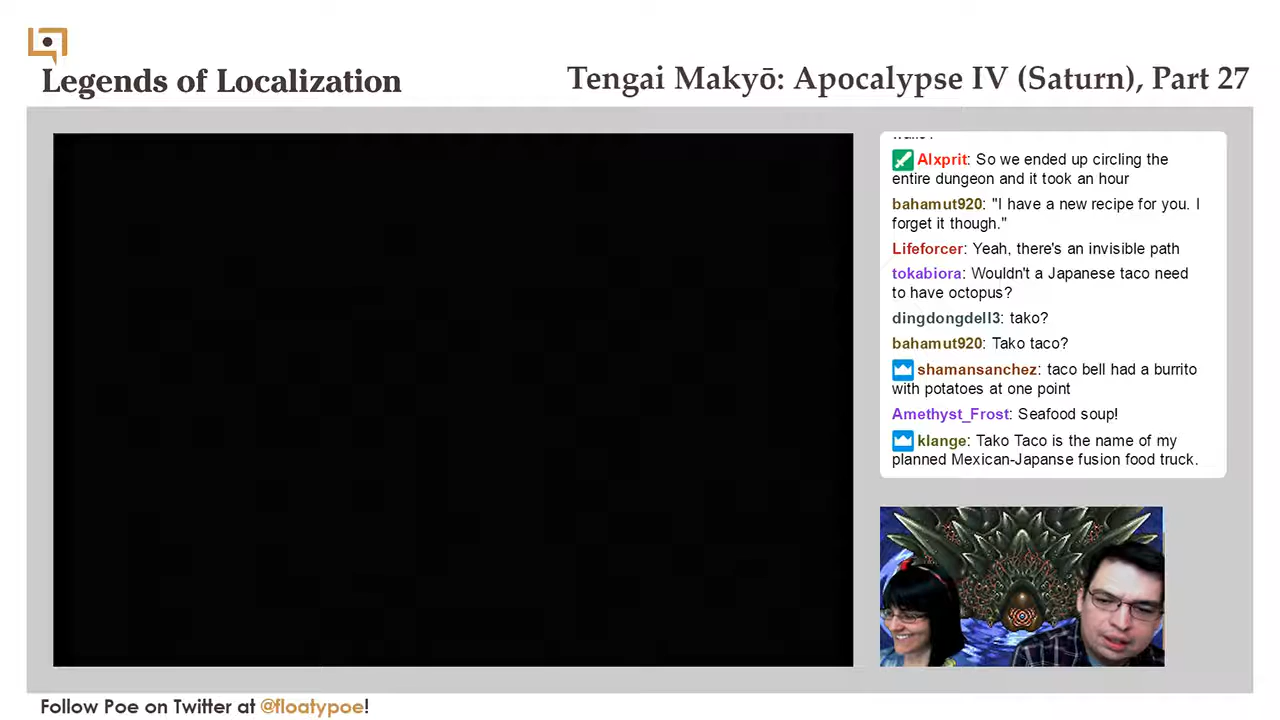 Legends of Localization
Tengai Makyō: Apocalypse IV (Saturn), Part 27
Alxprit: So we ended up circling the
entire dungeon and it took an hour
bahamut920: "I have a new recipe for you. I
forget it though."
Lifeforcer: Yeah, there's an invisible path
tokabiora: Wouldn't a Japanese taco need
to have octopus?
dingdongdell3: tako?
bahamut920: Tako taco?
shamansanchez: taco bell had a burrito
with potatoes at one point
Amethyst_Frost: Seafood soup!
klange: Tako Taco is the name of my
planned Mexican-Japanse fusion food truck.
Follow Poe on Twitter at @floatypoe!